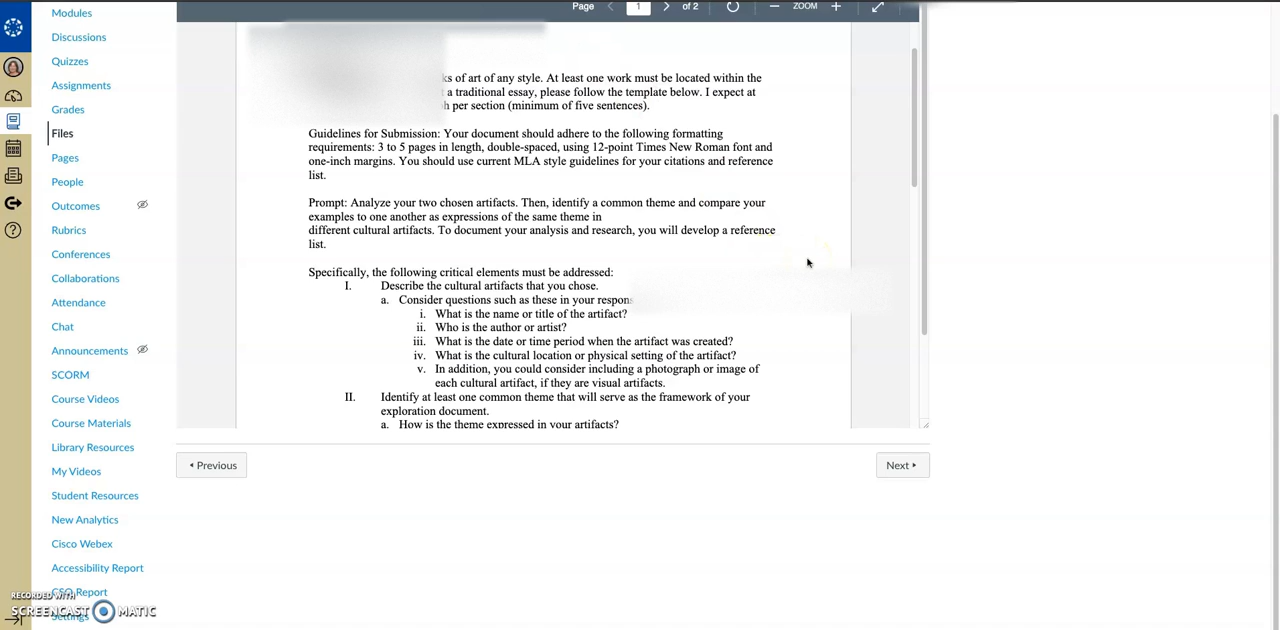 Modules
Discussions
Quizzes
Assignments
Grades
Files
Pages
People
Outcomes
Rubrics
Conferences
Collaborations
Attendance
Chat
Announcements
SCORM
Course Videos
Course Materials
Library Resources
My Videos
Student Resources
New Analytics
Cisco Webex
Accessibility Report
Report
Settings
RECORDED WITH
SCREENCAST MATIC
Page 1 of 2 ZOOM
of art of any style. At least one work must be located within the
a traditional essay, please follow the template below. I expect at
per section (minimum of five sentences).
Guidelines for Submission: Your document should adhere to the following formatting
requirements: 3 to 5 pages in length, double-spaced, using 12-point Times New Roman font and
one-inch margins. You should use current MLA style guidelines for your citations and reference
list.
Prompt: Analyze your two chosen artifacts. Then, identify a common theme and compare your
examples to one another as expressions of the same theme in
different cultural artifacts. To document your analysis and research, you will develop a reference
list.
Specifically, the following critical elements must be addressed:
I. Describe the cultural artifacts that you chose.
a. Consider questions such as these in your respons
i. What is the name or title of the artifact?
ii. Who is the author or artist?
iii. What is the date or time period when the artifact was created?
iv. What is the cultural location or physical setting of the artifact?
v. In addition, you could consider including a photograph or image of
each cultural artifact, if they are visual artifacts.
II. Identify at least one common theme that will serve as the framework of your
exploration document.
a. How is the theme expressed in your artifacts?
Previous
Next